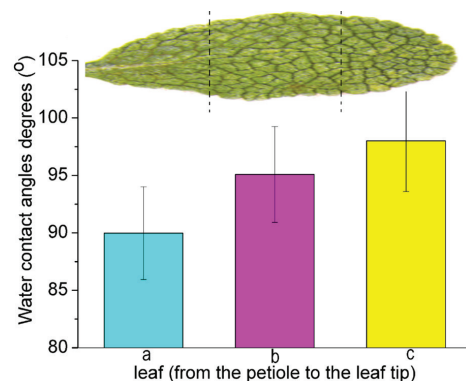 Water contact angles degrees (°)
105
100
95
90
85
80
a b c
leaf (from the petiole to the leaf tip)